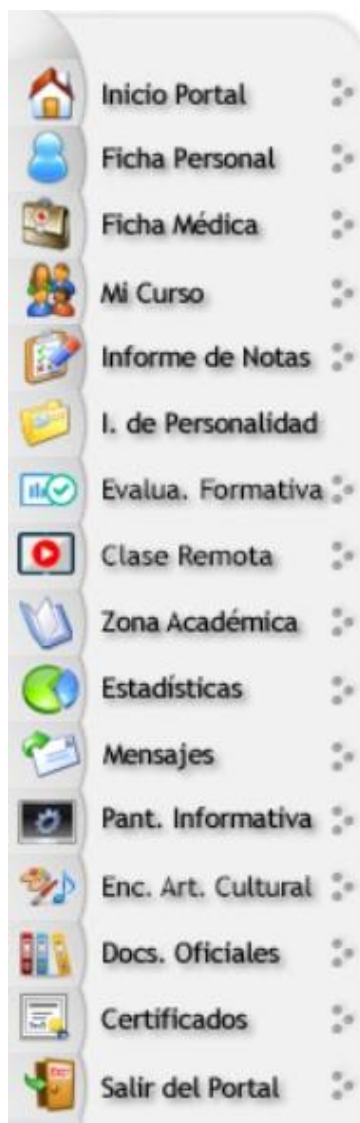 Inicio Portal
Ficha Personal
Ficha Médica
Mi Curso
Informe de Notas
I. de Personalidad
Evalua. Formativa
Clase Remota
Zona Académica
Estadísticas
Mensajes
Pant. Informativa
Enc. Art. Cultural
Docs. Oficiales
Certificados
Salir del Portal